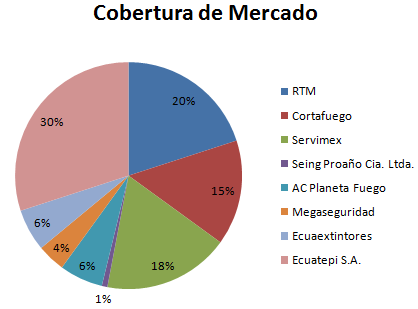 Cobertura de Mercado
20%
15%
18%
1%
6%
4%
6%
30%
RTM
Cortafuego
Servimex
Seing Proaño Cia. Ltda.
AC Planeta Fuego
Megaseguridad
Ecuaextintores
Ecuatepi S.A.